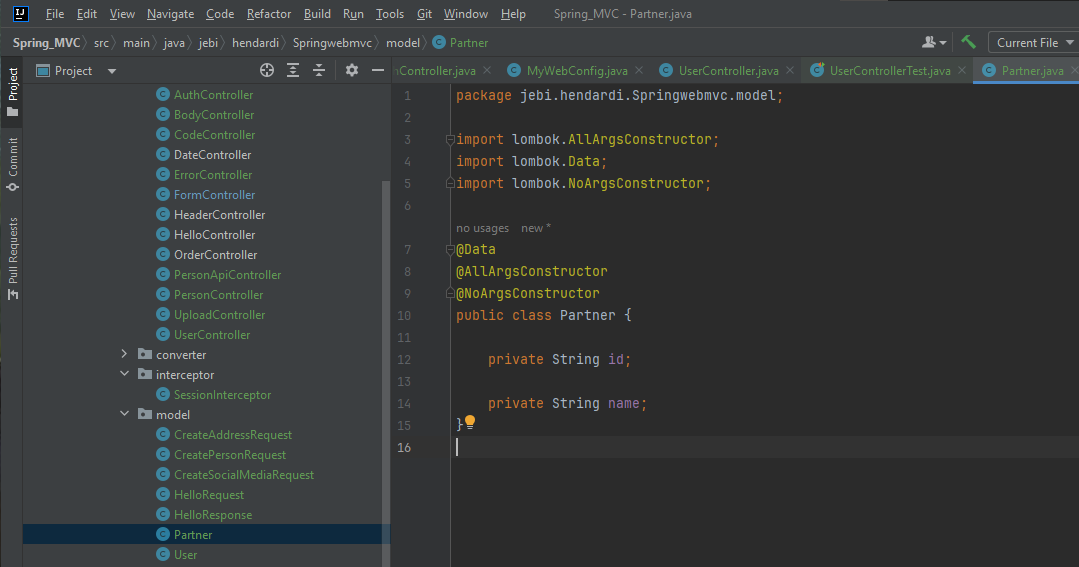 File Edit View Navigate Code Refactor Build Run Tools Git Window Help Spring_MVC - Partner.java
Spring_MVC src main java jebi hendardi Springwebmvc model Partner Current File
Project
Commit
Pull Requests
Project
Controller.java MyWebConfig.java UserController.java UserControllerTest.java Partner.java
AuthController
BodyController
CodeController
DateController
ErrorController
FormController
HeaderController
HelloController
OrderController
PersonApiController
PersonController
UploadController
UserController
converter
interceptor
SessionInterceptor
model
CreateAddressRequest
CreatePersonRequest
CreateSocialMediaRequest
HelloRequest
HelloResponse
Partner
User
1 package jebi.hendardi.Springwebmvc.model;
2
3 import lombok.AllArgsConstructor;
4 import lombok.Data;
5 import lombok.NoArgsConstructor;
6
no usages new *
7 @Data
8 @AllArgsConstructor
9 @NoArgsConstructor
10 public class Partner {
11
12 private String id;
13
14 private String name;
15 }
16